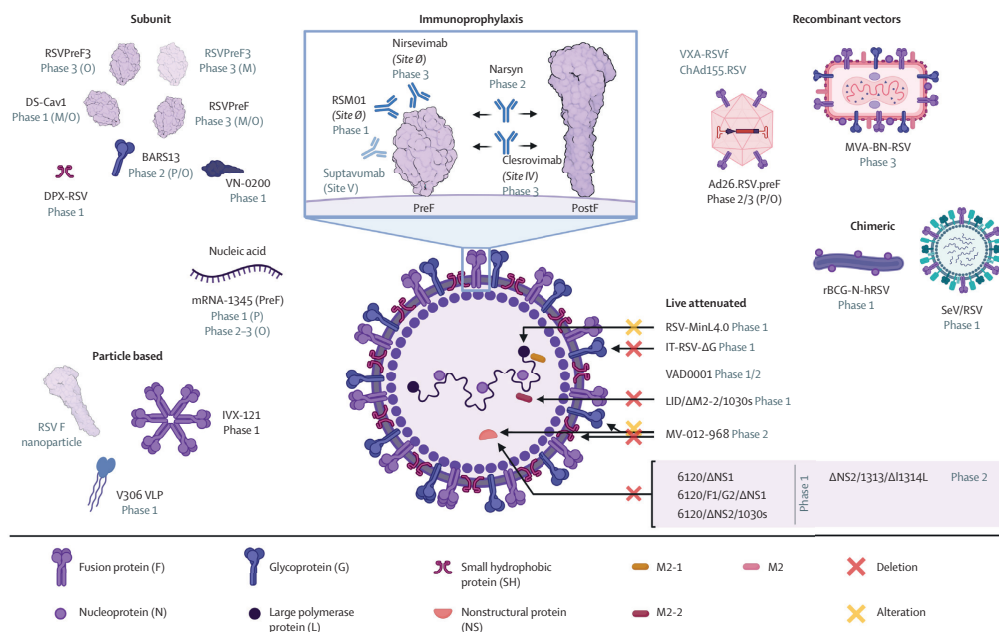 Subunit
RSVPreF3
Phase 3 (O)
RSVPreF3
Phase 3 (M)
DS-Cav1
Phase 1 (M/O)
RSVPreF
Phase 3 (M/O)
BARS13
Phase 2 (P/O)
DPX-RSV
Phase 1
VN-0200
Phase 1
Nucleic acid
mRNA-1345 (PreF)
Phase 1 (P)
Phase 2–3 (O)
Particle based
RSV F
nanoparticle
IVX-121
Phase 1
V306 VLP
Phase 1
Immunoprophylaxis
Nirsevimab
(Site Ø)
Phase 3
RSM01
(Site Ø)
Phase 1
Narsyn
Phase 2
Suptavumab
(Site V)
Clesrovimab
(Site IV)
Phase 3
PreF
PostF
Recombinant vectors
VXA-RSVf
ChAd155.RSV
Ad26.RSV.preF
Phase 2/3 (P/O)
MVA-BN-RSV
Phase 3
Chimeric
rBCG-N-hRSV
Phase 1
SeV/RSV
Phase 1
Live attenuated
RSV-MinL4.0 Phase 1
IT-RSV-ΔG Phase 1
VAD0001 Phase 1/2
LID/ΔM2-2/1030s Phase 1
MV-012-968 Phase 2
6120/ΔNS1
6120/F1/G2/ΔNS1
6120/ΔNS2/1030s
Phase 1
ΔNS2/1313/Δl1314L Phase 2
Fusion protein (F)
Glycoprotein (G)
Small hydrophobic
protein (SH)
M2-1
M2
Deletion
Nucleoprotein (N)
Large polymerase
protein (L)
Nonstructural protein
(NS)
M2-2
Alteration